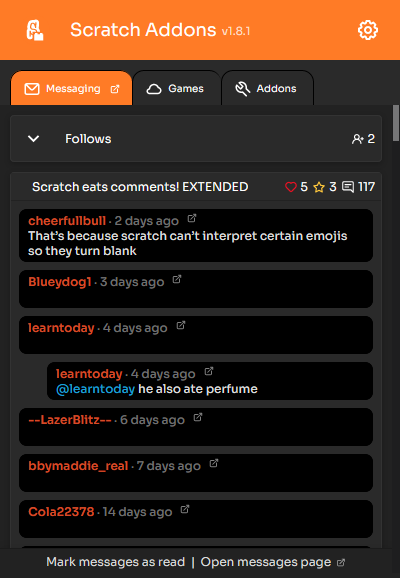 Scratch Addons v1.8.1
Messaging Games Addons
Follows 2
Scratch eats comments! EXTENDED 5 3 117
cheerfullbull · 2 days ago
That's because scratch can't interpret certain emojis
so they turn blank
Blueydog1 · 3 days ago
learntoday · 4 days ago
learntoday · 4 days ago
@learntoday he also ate perfume
--LazerBlitz-- · 6 days ago
bbymaddie_real · 7 days ago
Cola22378 · 14 days ago
Mark messages as read | Open messages page